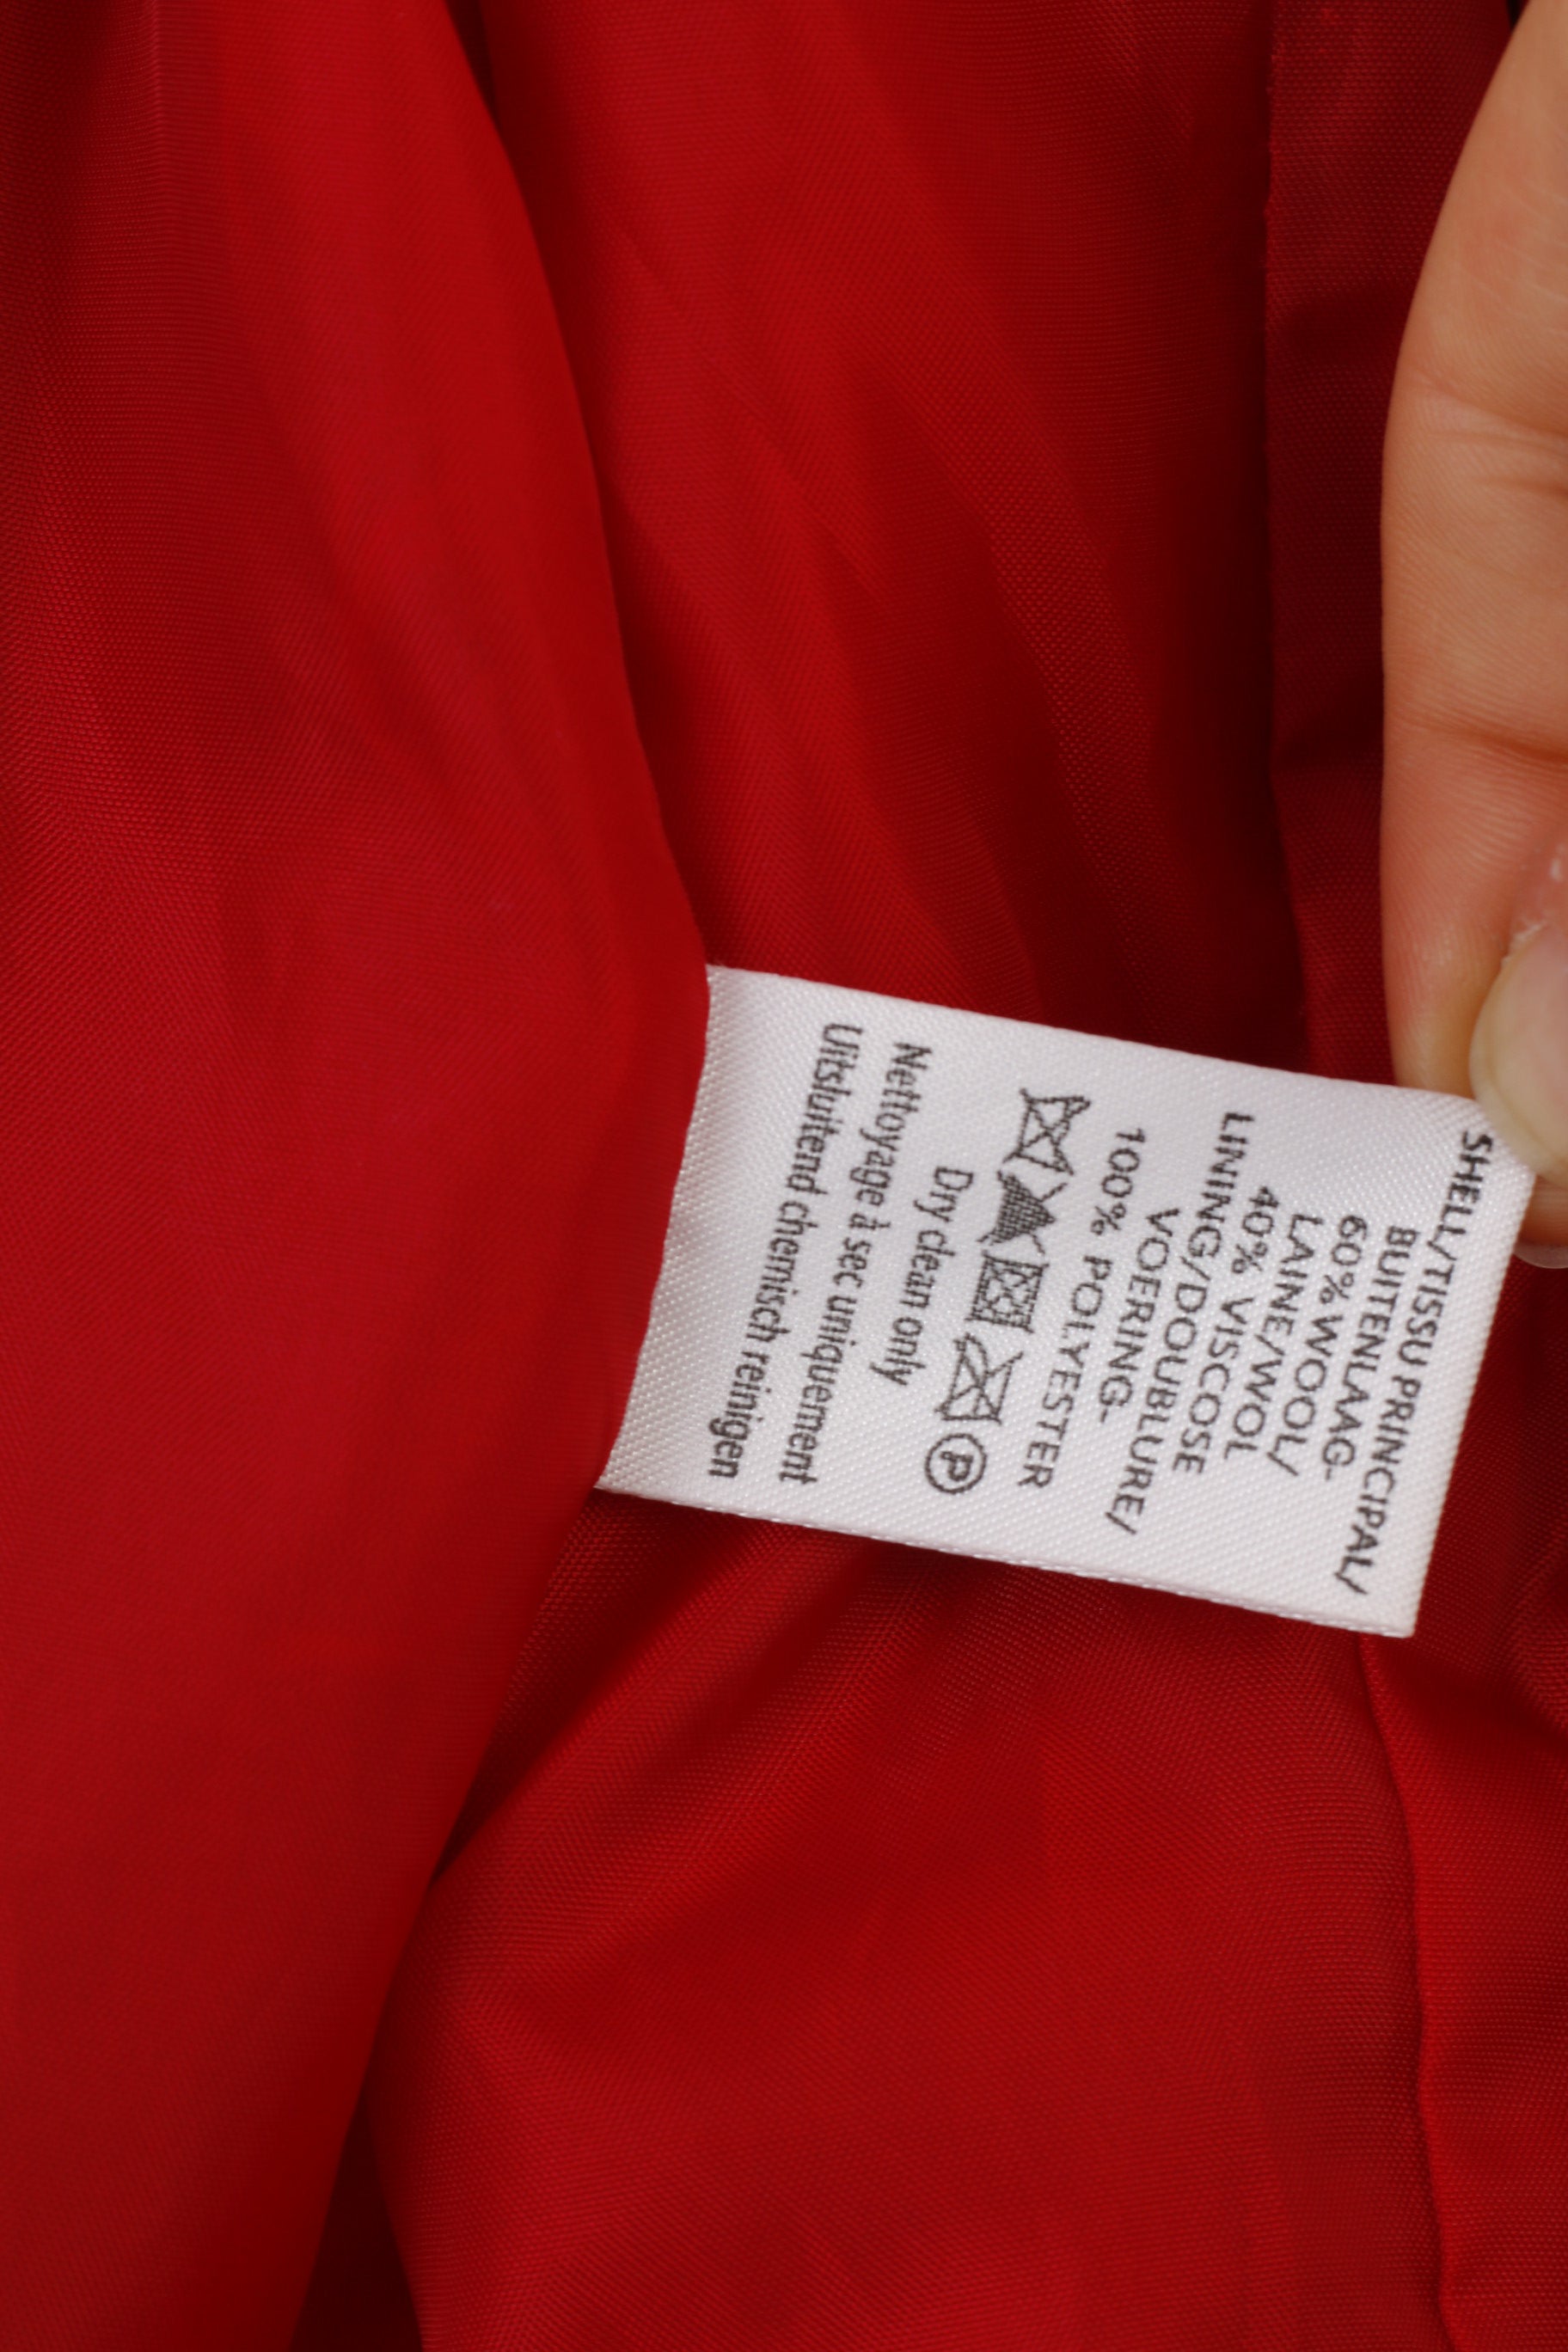 SHELL/TISSU PRINCIPAL/
BUITENLAAG-
60% WOOL/
LAINE/WOL
40% VISCOSE
LINING/DOUBLURE/
VOERING-
100% POLYESTER
P
Dry clean only
Nettoyage à sec uniquement
Uitsluitend chemisch reinigen